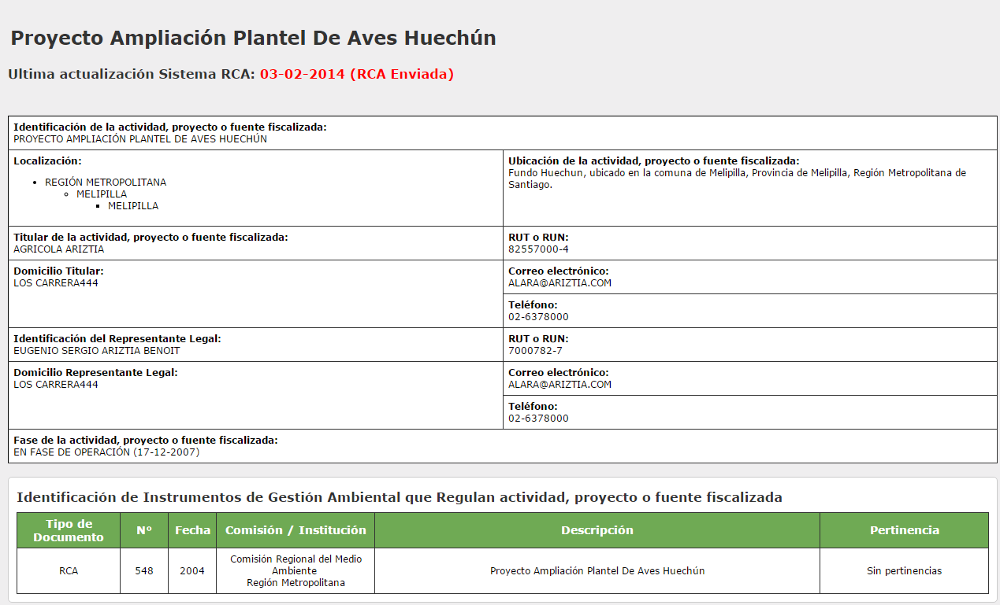 Proyecto Ampliación Plantel De Aves Huechún
Ultima actualización Sistema RCA: 03-02-2014 (RCA Enviada)
Identificación de la actividad, proyecto o fuente fiscalizada:
PROYECTO AMPLIACIÓN PLANTEL DE AVES HUECHÚN
Localización:
REGIÓN METROPOLITANA
MELIPILLA
MELIPILLA
Ubicación de la actividad, proyecto o fuente fiscalizada:
Fundo Huechun, ubicado en la comuna de Melipilla, Provincia de Melipilla, Región Metropolitana de
Santiago.
Titular de la actividad, proyecto o fuente fiscalizada:
AGRICOLA ARIZTIA
RUT o RUN:
82557000-4
Domicilio Titular:
LOS CARRERA444
Correo electrónico:
ALARA@ARIZTIA.COM
Teléfono:
02-6378000
Identificación del Representante Legal:
EUGENIO SERGIO ARIZTIA BENOIT
RUT o RUN:
7000782-7
Domicilio Representante Legal:
LOS CARRERA444
Correo electrónico:
ALARA@ARIZTIA.COM
Teléfono:
02-6378000
Fase de la actividad, proyecto o fuente fiscalizada:
EN FASE DE OPERACIÓN (17-12-2007)
Identificación de Instrumentos de Gestión Ambiental que Regulan actividad, proyecto o fuente fiscalizada
Tipo de
Documento
Nº
Fecha
Comisión / Institución
Descripción
Pertinencia
RCA
548
2004
Comisión Regional del Medio
Ambiente
Región Metropolitana
Proyecto Ampliación Plantel De Aves Huechún
Sin pertinencias